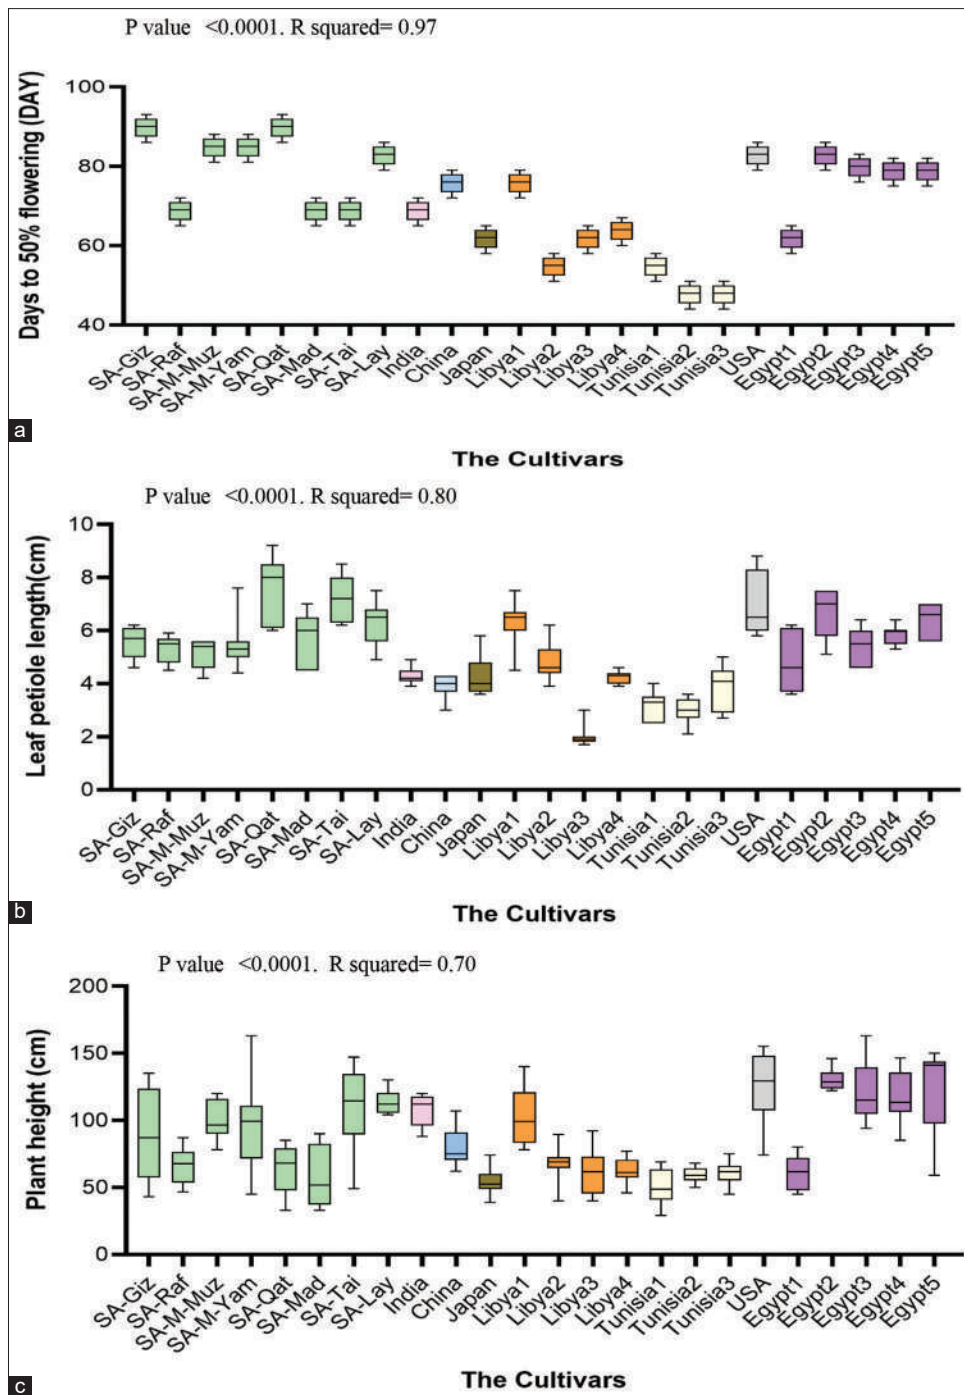 P value <0.0001. R squared= 0.97
Days to 50% flowering (DAY)
100
80
60
40
SA-Giz
SA-Raf
SA-M-Muz
SA-M-Yam
SA-Qat
SA-Mad
SA-Tai
SA-Lay
India
China
Japan
Libya1
Libya2
Libya3
Libya4
Tunisia1
Tunisia2
Tunisia3
USA
Egypt1
Egypt2
Egypt3
Egypt4
Egypt5
The Cultivars
a
P value <0.0001. R squared= 0.80
Leaf petiole length(cm)
10
8
6
4
2
0
SA-Giz
SA-Raf
SA-M-Muz
SA-M-Yam
SA-Qat
SA-Mad
SA-Tai
SA-Lay
India
China
Japan
Libya1
Libya2
Libya3
Libya4
Tunisia1
Tunisia2
Tunisia3
USA
Egypt1
Egypt2
Egypt3
Egypt4
Egypt5
The Cultivars
b
P value <0.0001. R squared= 0.70
Plant height (cm)
200
150
100
50
0
SA-Giz
SA-Raf
SA-M-Muz
SA-M-Yam
SA-Qat
SA-Mad
SA-Tai
SA-Lay
India
China
Japan
Libya1
Libya2
Libya3
Libya4
Tunisia1
Tunisia2
Tunisia3
USA
Egypt1
Egypt2
Egypt3
Egypt4
Egypt5
The Cultivars
c